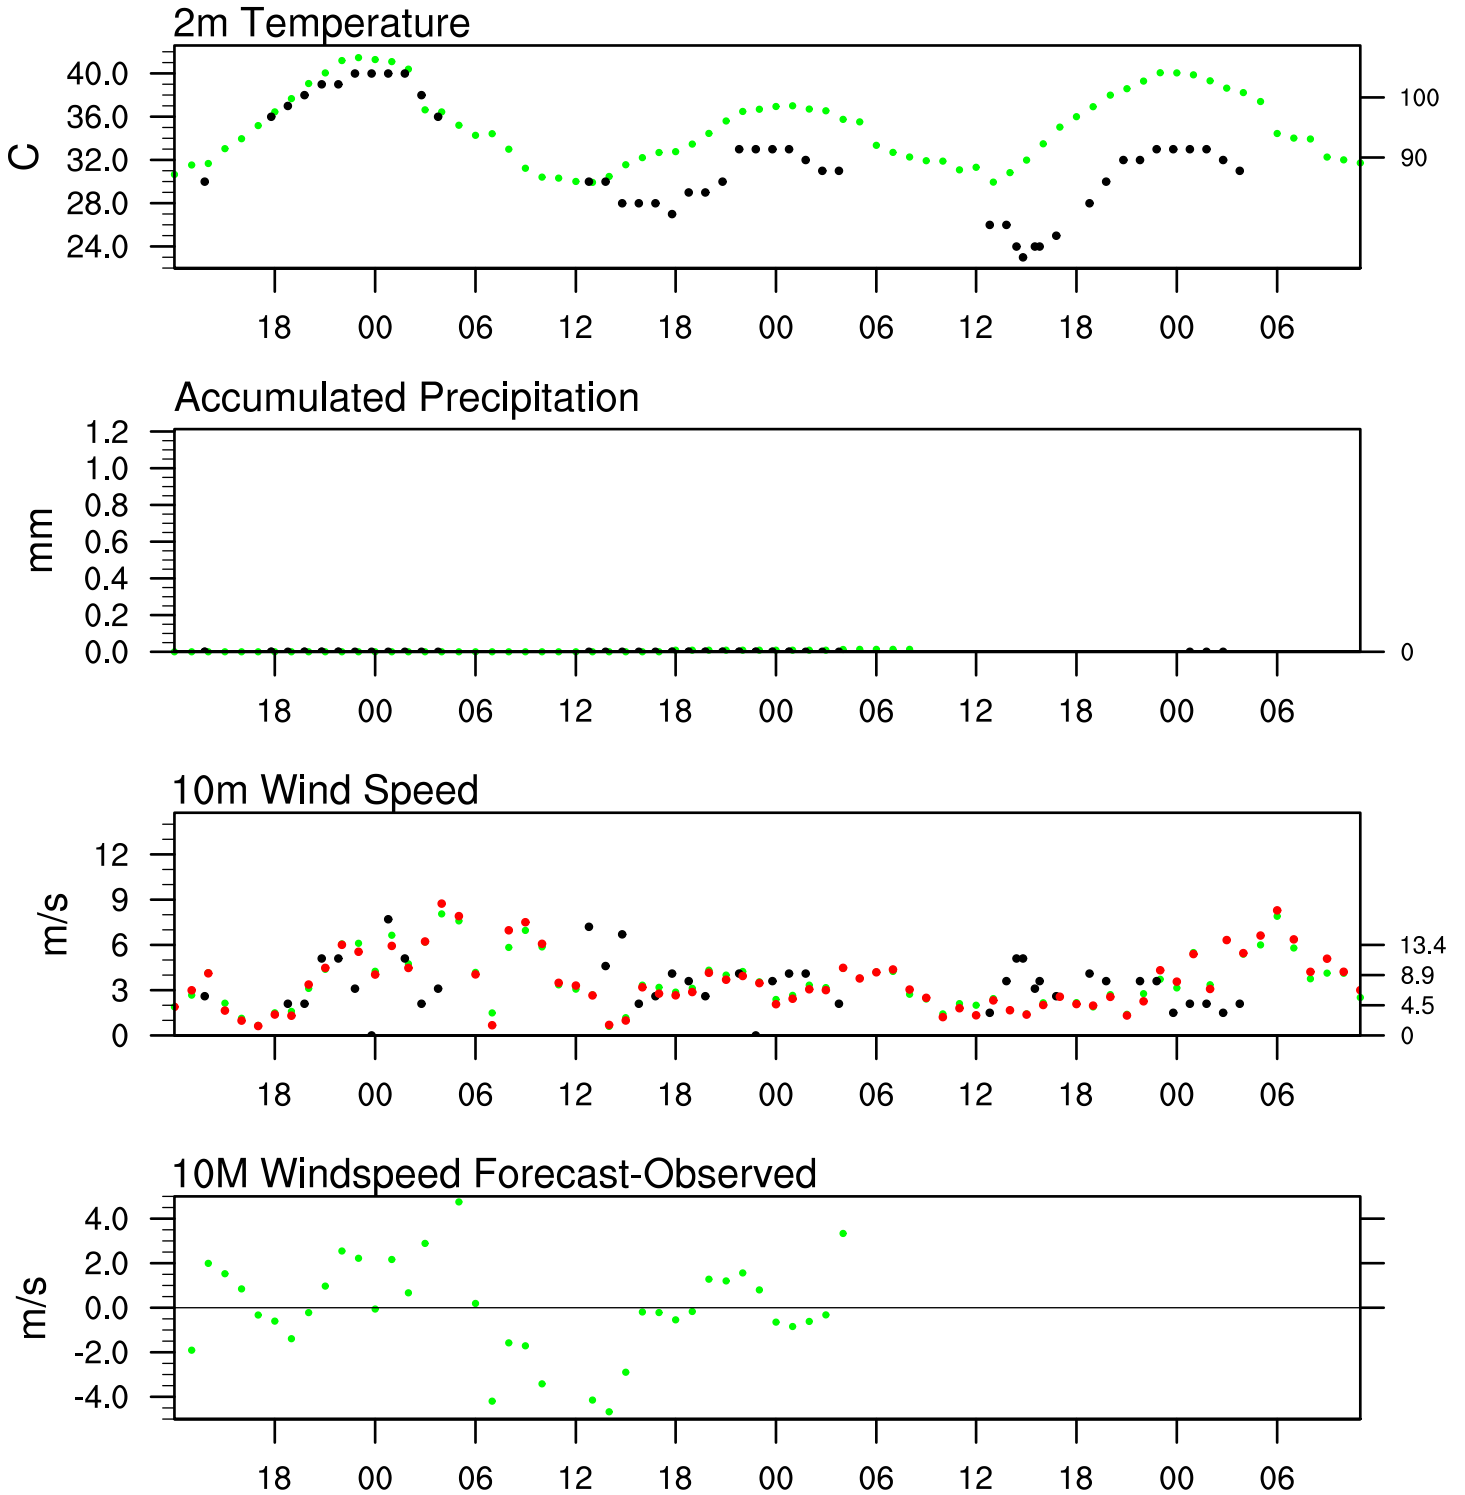 2m Temperature
40.0
36.0
32.0
28.0
24.0
C
100
90
18 00 06 12 18 00 06 12 18 00 06
Accumulated Precipitation
1.2
1.0
0.8
0.6
0.4
0.2
0.0
mm
0
18 00 06 12 18 00 06 12 18 00 06
10m Wind Speed
12
9
6
3
0
m/s
13.4
8.9
4.5
0
18 00 06 12 18 00 06 12 18 00 06
10M Windspeed Forecast-Observed
4.0
2.0
0.0
-2.0
-4.0
m/s
18 00 06 12 18 00 06 12 18 00 06